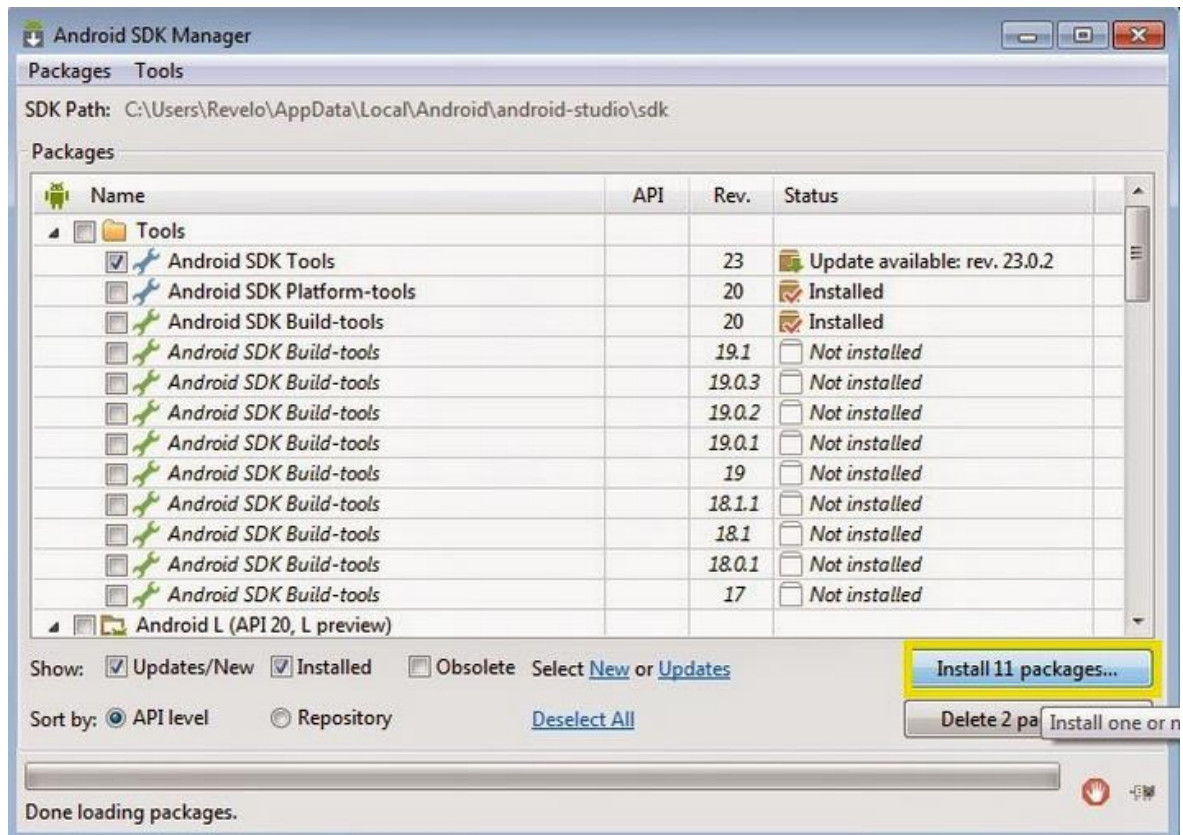 Android SDK Manager
Packages Tools
SDK Path: C:\Users\Revelo\AppData\Local\Android\android-studio\sdk
Packages
Name API Rev. Status
Tools
Android SDK Tools 23 Update available: rev. 23.0.2
Android SDK Platform-tools 20 Installed
Android SDK Build-tools 20 Installed
Android SDK Build-tools 19.1 Not installed
Android SDK Build-tools 19.0.3 Not installed
Android SDK Build-tools 19.0.2 Not installed
Android SDK Build-tools 19.0.1 Not installed
Android SDK Build-tools 19 Not installed
Android SDK Build-tools 18.1.1 Not installed
Android SDK Build-tools 18.1 Not installed
Android SDK Build-tools 18.0.1 Not installed
Android SDK Build-tools 17 Not installed
Android L (API 20, L preview)
Show: Updates/New Installed Obsolete Select New or Updates Install 11 packages...
Sort by: API level Repository Deselect All Delete 2 pa Install one or
Done loading packages.